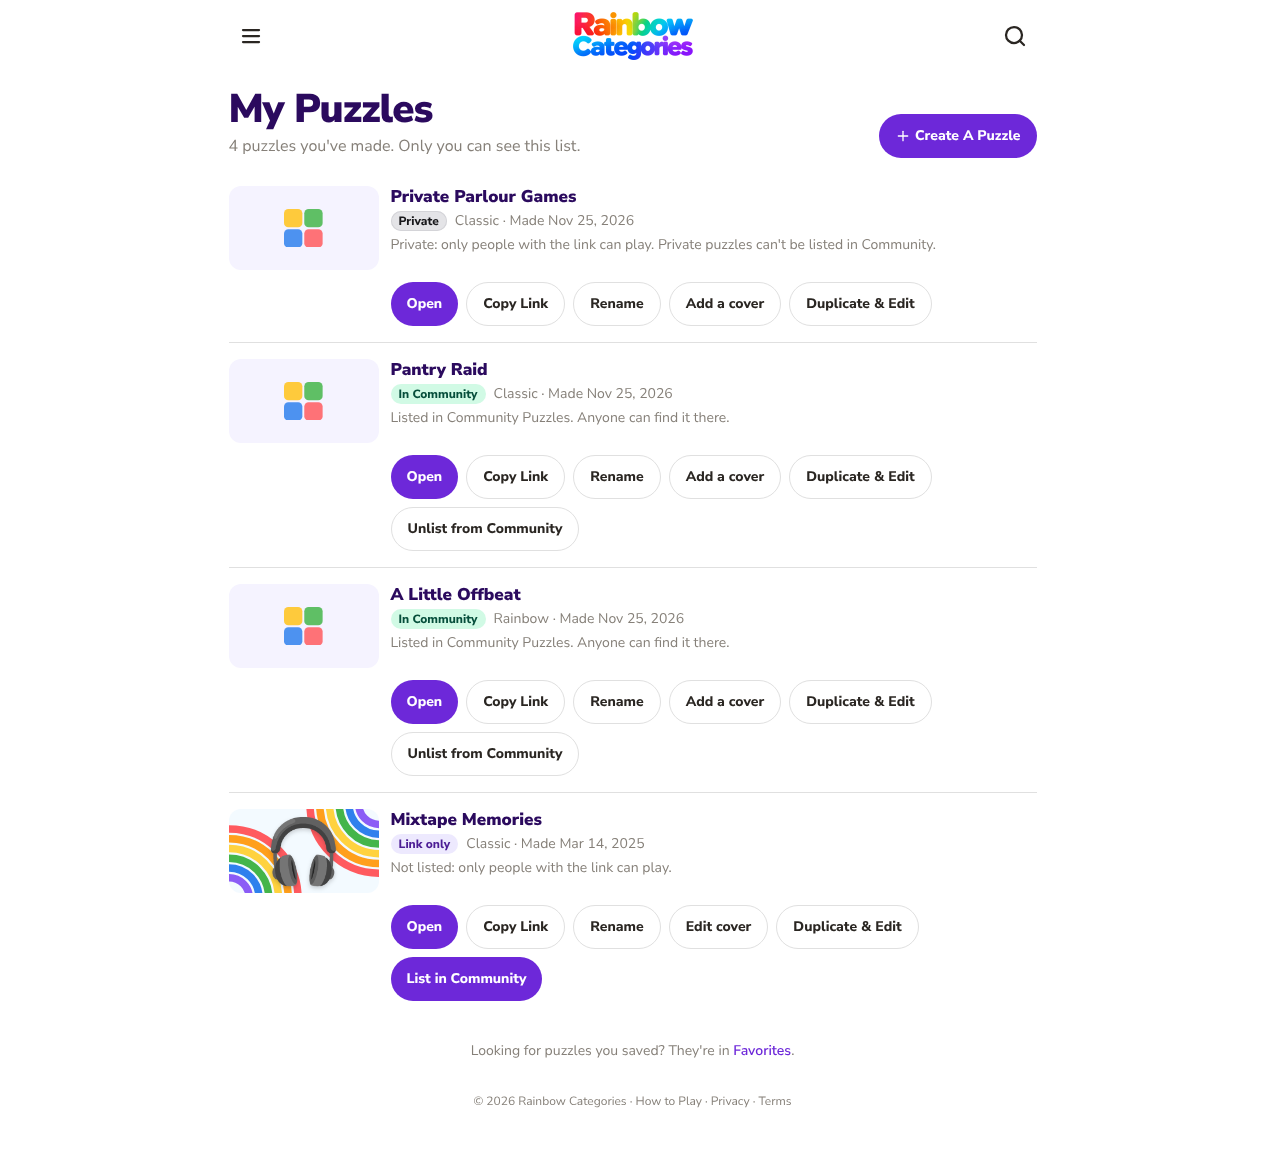 Rainbow
Categories
My Puzzles
4 puzzles you've made. Only you can see this list.
+ Create A Puzzle
Private Parlour Games
Private Classic · Made Nov 25, 2026
Private: only people with the link can play. Private puzzles can't be listed in Community.
Open Copy Link Rename Add a cover Duplicate & Edit
Pantry Raid
In Community Classic · Made Nov 25, 2026
Listed in Community Puzzles. Anyone can find it there.
Open Copy Link Rename Add a cover Duplicate & Edit
Unlist from Community
A Little Offbeat
In Community Rainbow · Made Nov 25, 2026
Listed in Community Puzzles. Anyone can find it there.
Open Copy Link Rename Add a cover Duplicate & Edit
Unlist from Community
Mixtape Memories
Link only Classic · Made Mar 14, 2025
Not listed: only people with the link can play.
Open Copy Link Rename Edit cover Duplicate & Edit
List in Community
Looking for puzzles you saved? They're in Favorites.
© 2026 Rainbow Categories · How to Play · Privacy · Terms